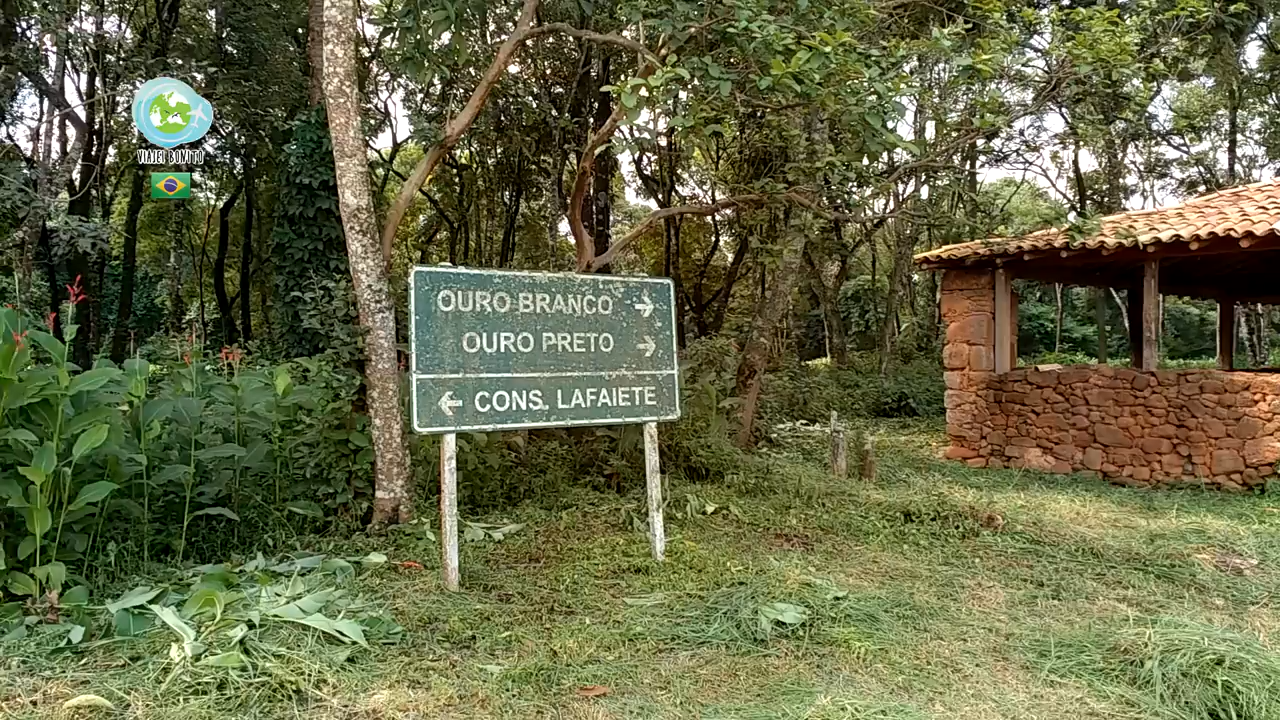 VIAJEI BONITO
OURO BRANCO →
OURO PRETO →
← CONS. LAFAIETE